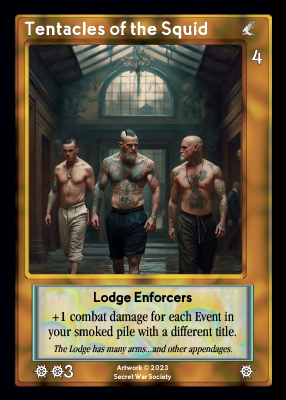 Tentacles of the Squid
4
Lodge Enforcers
+1 combat damage for each Event in
your smoked pile with a different title.
The Lodge has many arms...and other appendages.
3
Artwork © 2023
Secret War Society